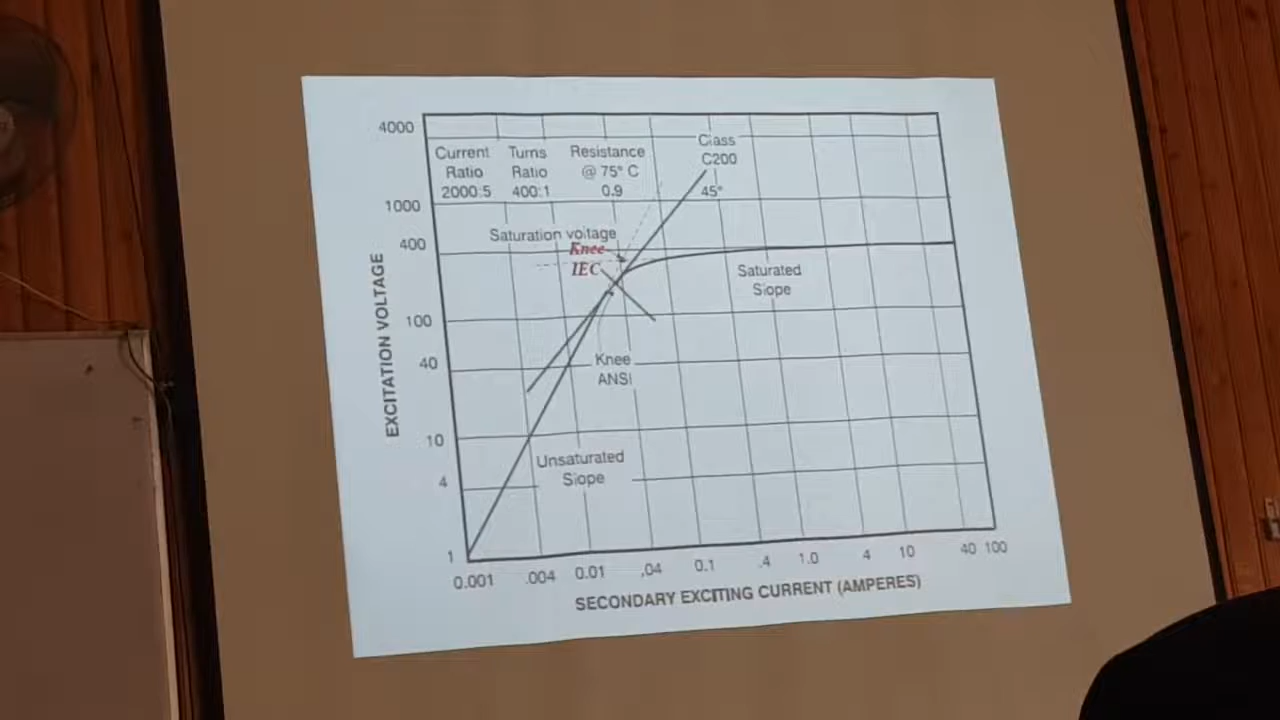 4000
1000
400
100
40
10
4
1
EXCITATION VOLTAGE
Current Ratio 2000:5
Turns Ratio 400:1
Resistance @ 75° C 0.9
Class C200
45°
Saturation voltage
Knee
IEC
Saturated
Slope
Knee
ANSI
Unsaturated
Slope
0.001 .004 0.01 .04 0.1 .4 1.0 4 10 40 100
SECONDARY EXCITING CURRENT (AMPERES)